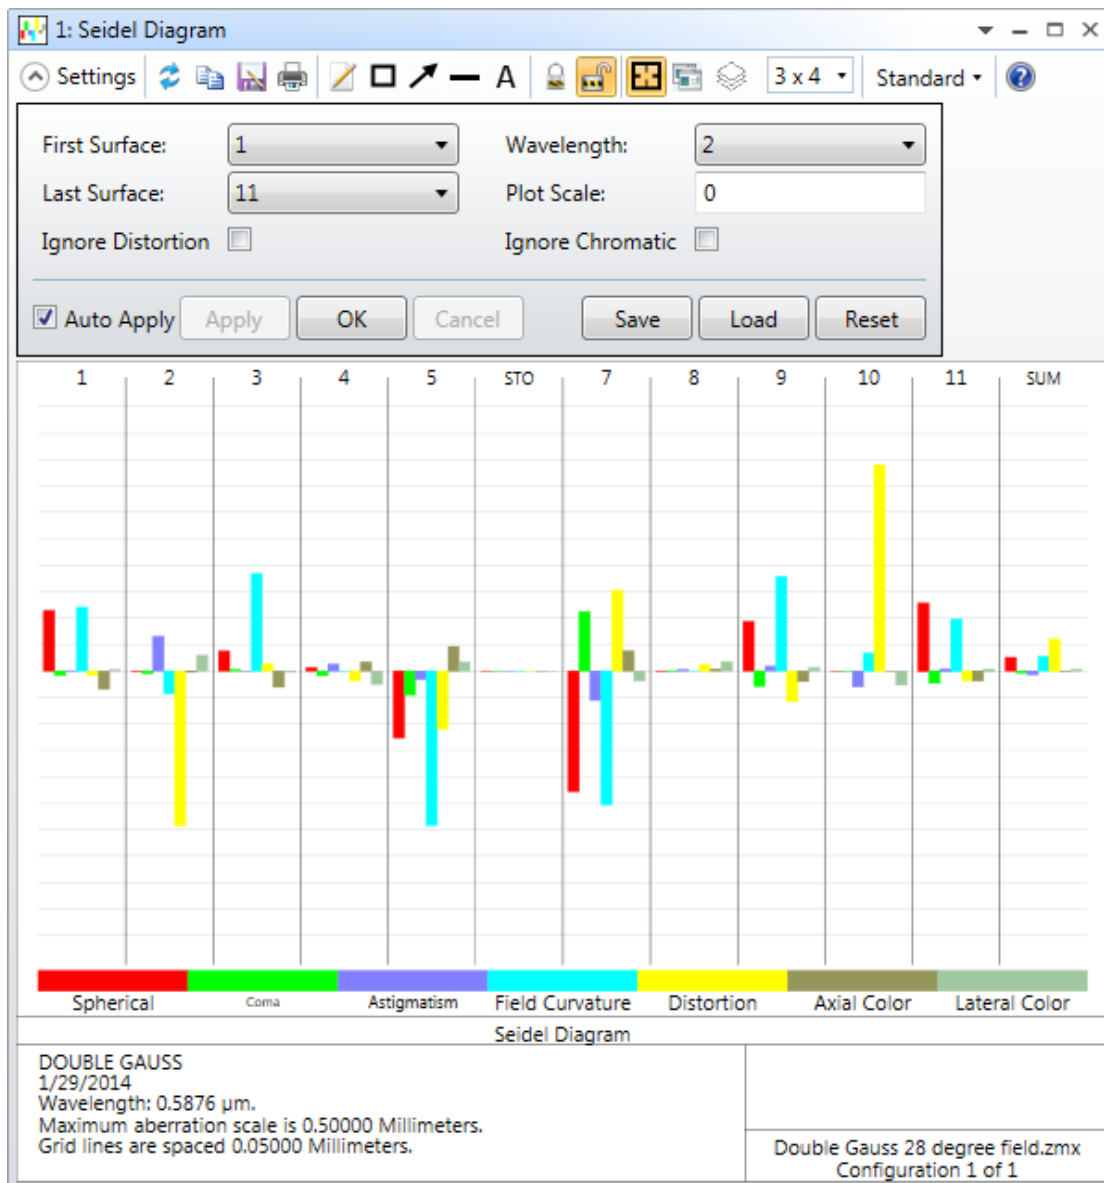 1: Seidel Diagram
Settings A 3 x 4 Standard ?
First Surface: 1 Wavelength: 2
Last Surface: 11 Plot Scale: 0
Ignore Distortion Ignore Chromatic
Auto Apply Apply OK Cancel Save Load Reset
1 2 3 4 5 STO 7 8 9 10 11 SUM
Spherical Coma Astigmatism Field Curvature Distortion Axial Color Lateral Color
Seidel Diagram
DOUBLE GAUSS
1/29/2014
Wavelength: 0.5876 µm.
Maximum aberration scale is 0.50000 Millimeters.
Grid lines are spaced 0.05000 Millimeters.
Double Gauss 28 degree field.zmx
Configuration 1 of 1